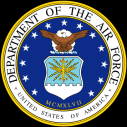 DEPARTMENT OF THE AIR FORCE
MCMXLVII
UNITED STATES OF AMERICA